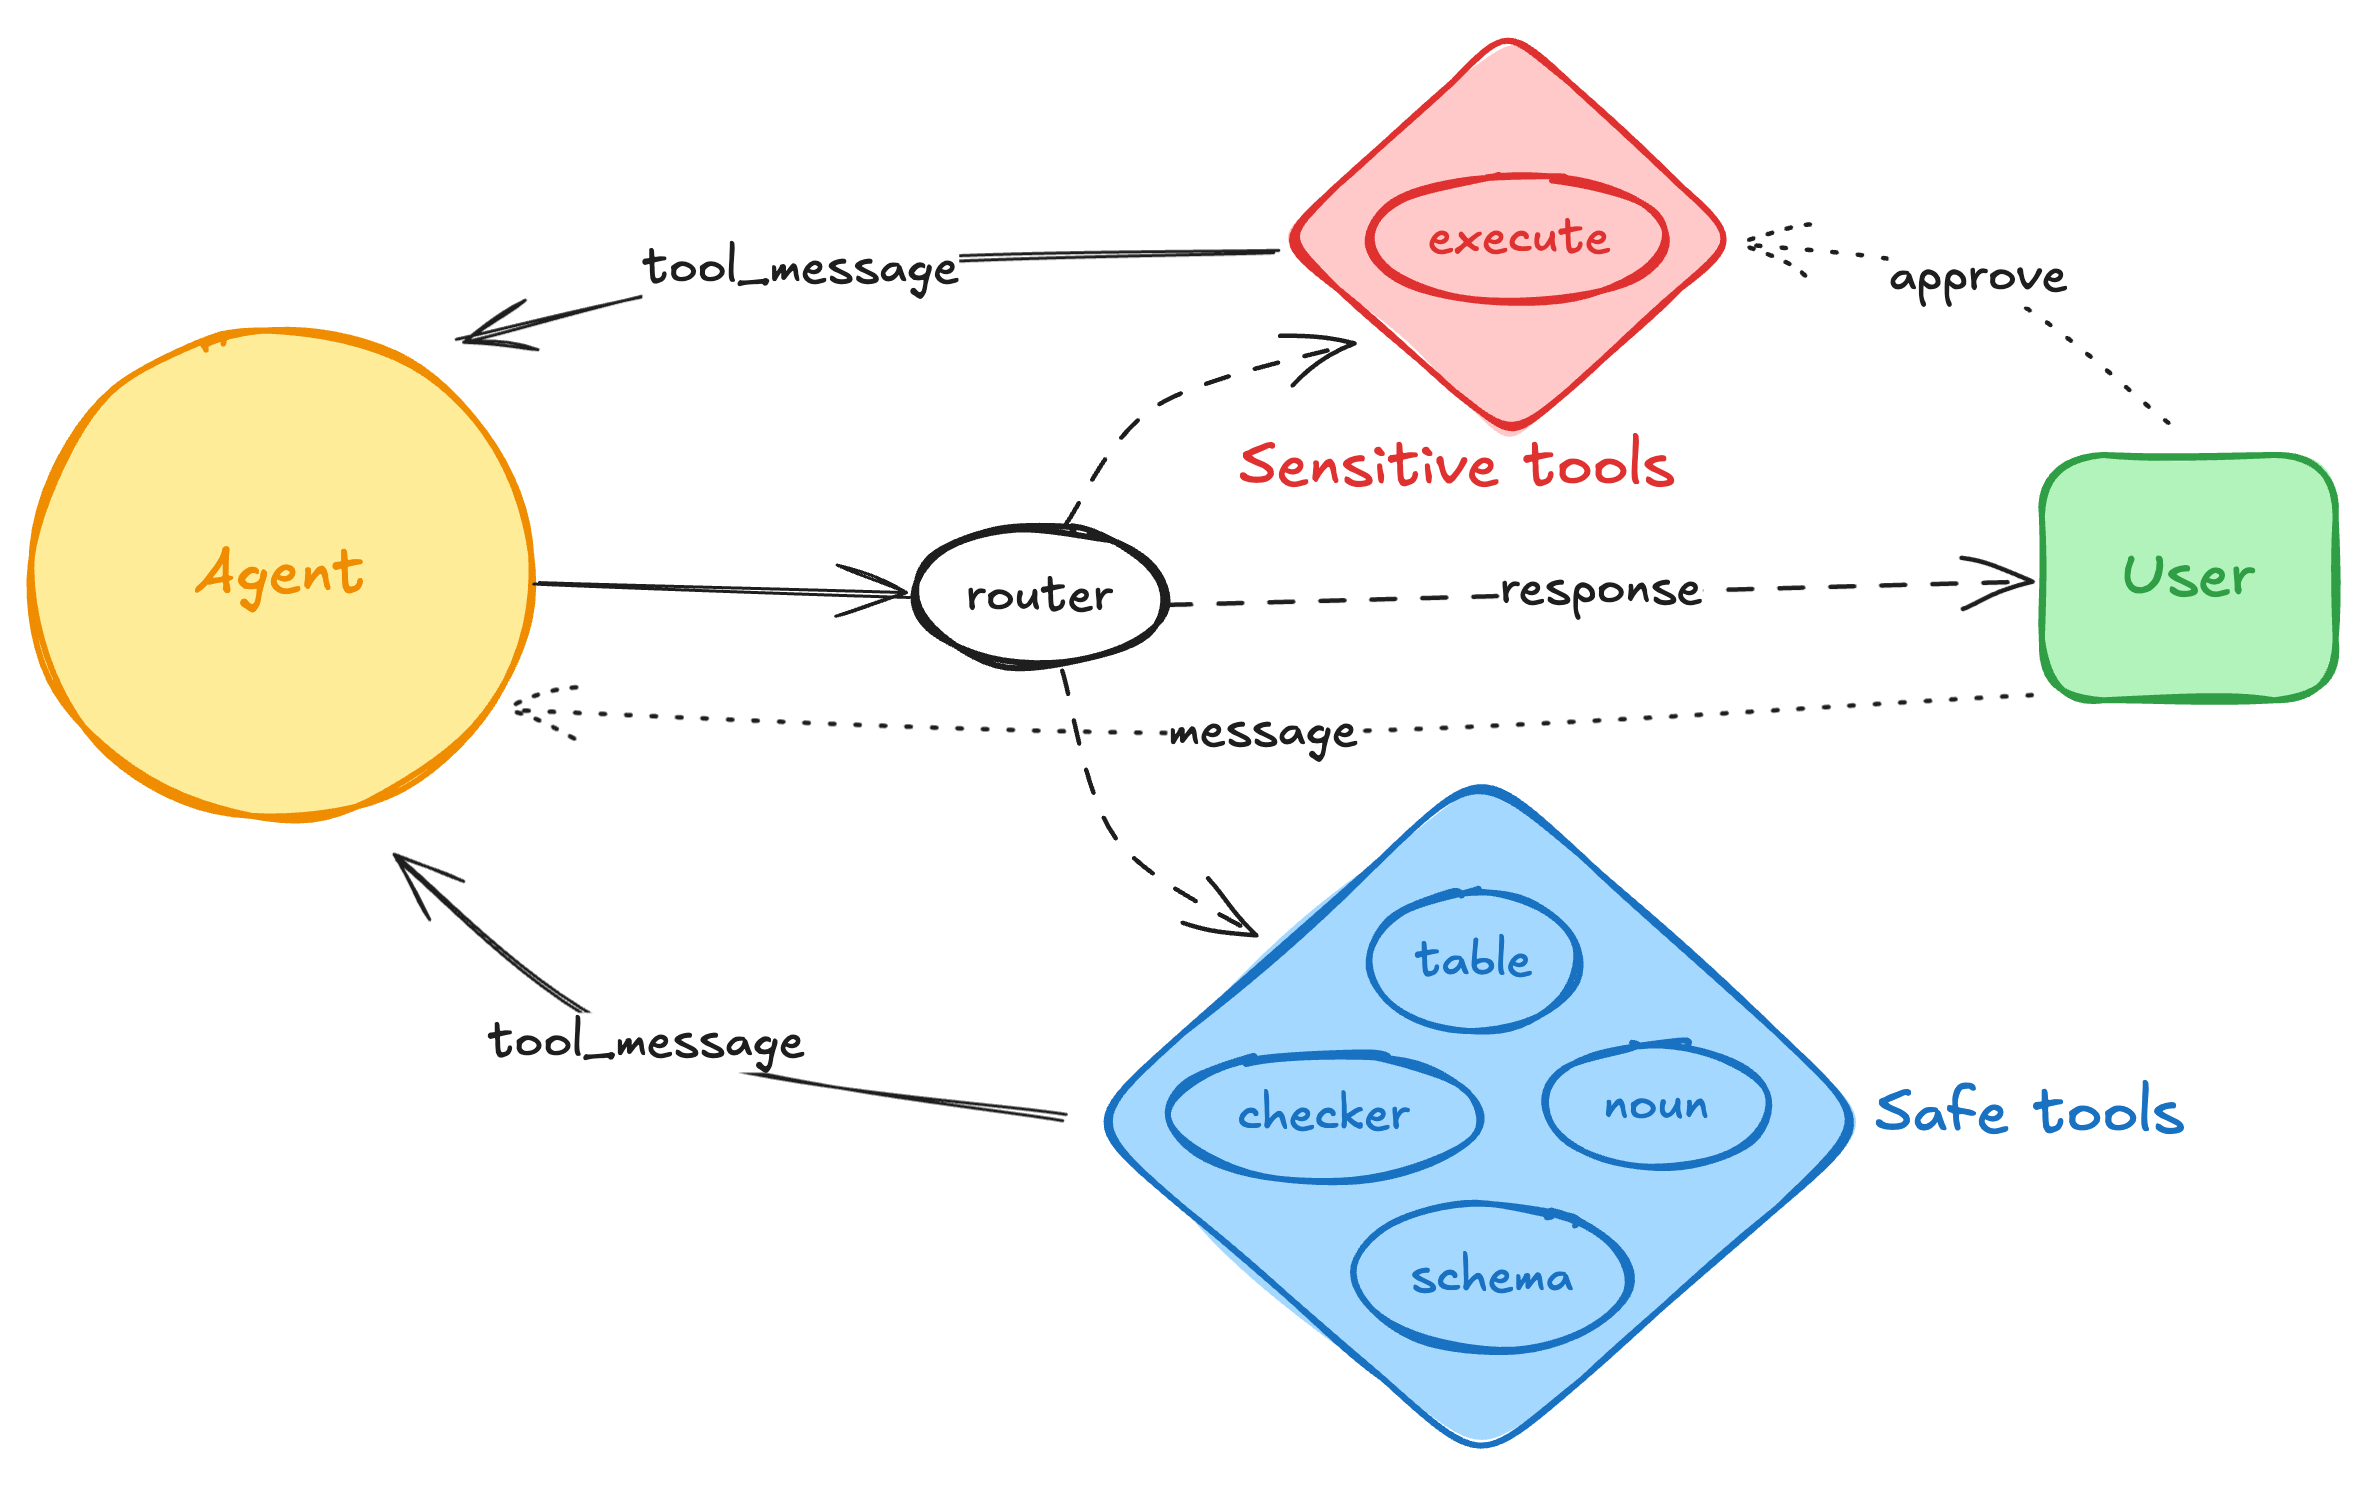 execute
tool_message
approve
Sensitive tools
Agent
router
response
User
message
table
tool_message
checker
noun
Safe tools
schema